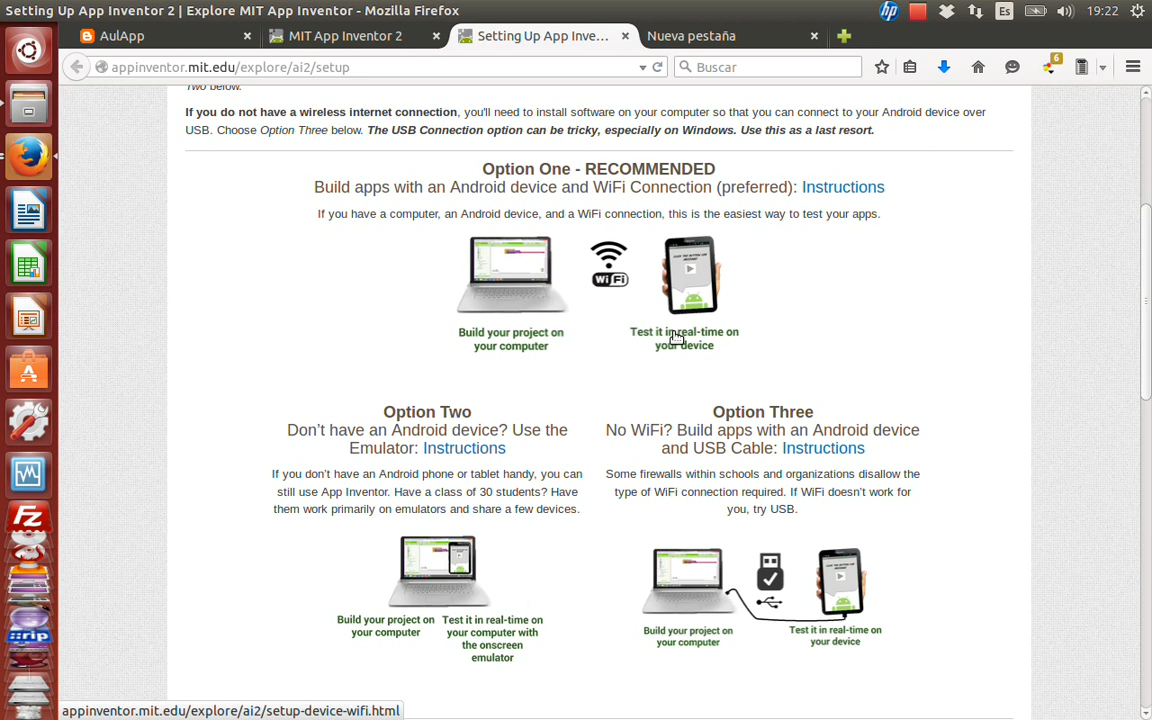 Setting Up App Inventor 2 | Explore MIT App Inventor - Mozilla Firefox
Es
19:22
AulApp
MIT App Inventor 2
Setting Up App Inve...
Nueva pestaña
appinventor.mit.edu/explore/ai2/setup
Buscar
6
Two below.
If you do not have a wireless internet connection, you'll need to install software on your computer so that you can connect to your Android device over
USB. Choose Option Three below. The USB Connection option can be tricky, especially on Windows. Use this as a last resort.
Option One - RECOMMENDED
Build apps with an Android device and WiFi Connection (preferred): Instructions
If you have a computer, an Android device, and a WiFi connection, this is the easiest way to test your apps.
WiFi
Build your project on
your computer
Test it in real-time on
your device
Option Two
Don't have an Android device? Use the
Emulator: Instructions
If you don't have an Android phone or tablet handy, you can
still use App Inventor. Have a class of 30 students? Have
them work primarily on emulators and share a few devices.
Build your project on
your computer
Test it in real-time on
your computer with
the onscreen
emulator
Option Three
No WiFi? Build apps with an Android device
and USB Cable: Instructions
Some firewalls within schools and organizations disallow the
type of WiFi connection required. If WiFi doesn't work for
you, try USB.
Build your project on
your computer
Test it in real-time on
your device
appinventor.mit.edu/explore/ai2/setup-device-wifi.html